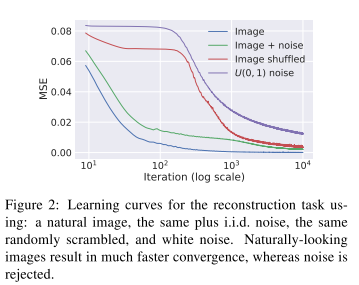 0.08
0.06
0.04
0.02
0.00
MSE
Image
Image + noise
Image shuffled
U(0, 1) noise
10¹
10²
10³
10⁴
Iteration (log scale)
Figure 2: Learning curves for the reconstruction task us-
ing: a natural image, the same plus i.i.d. noise, the same
randomly scrambled, and white noise. Naturally-looking
images result in much faster convergence, whereas noise is
rejected.